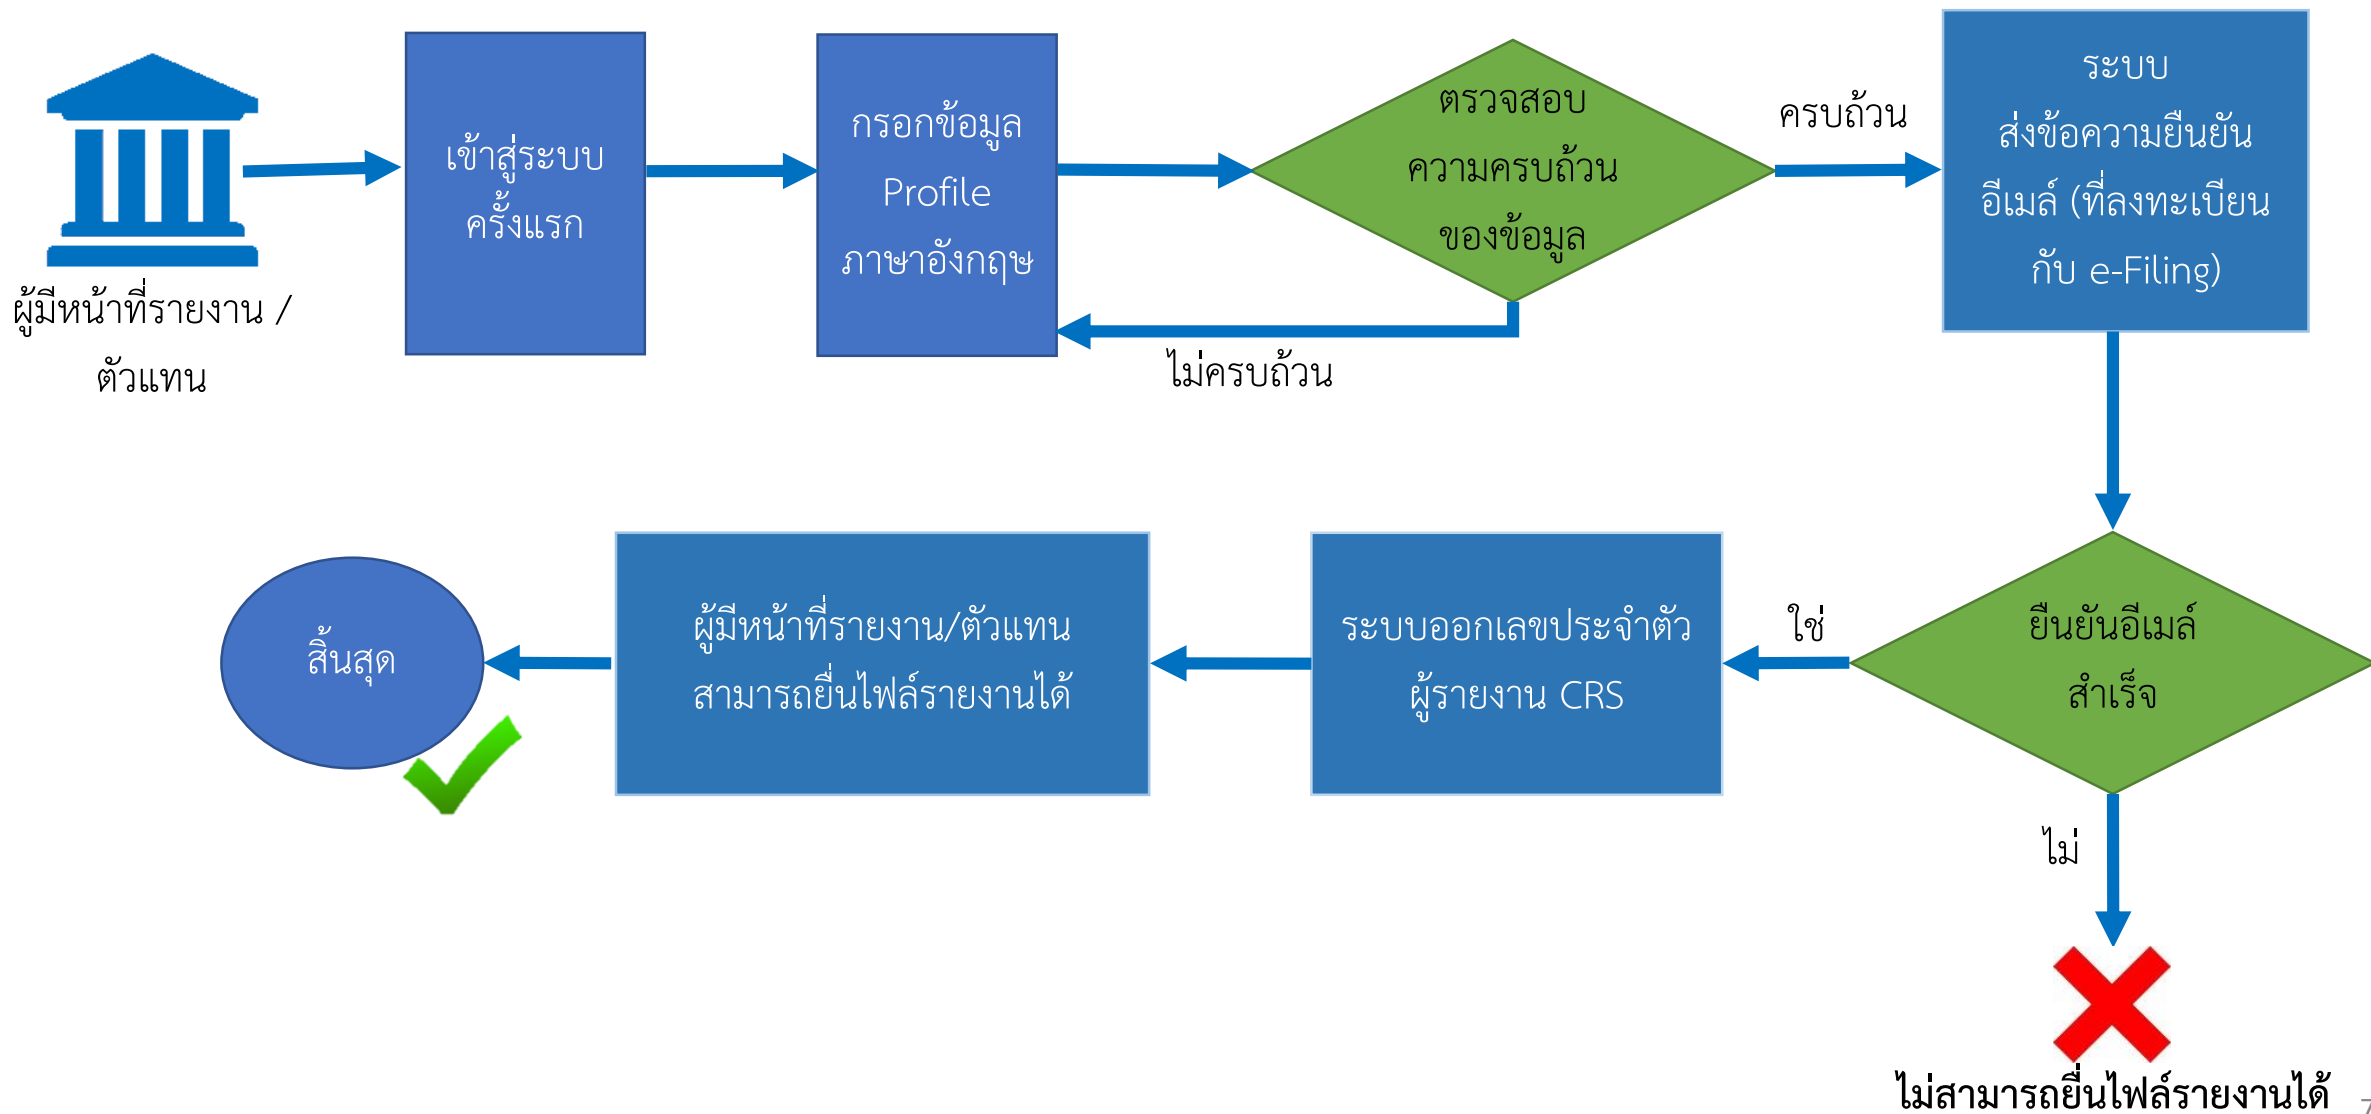 ผู้มีหน้าที่รายงาน /
ตัวแทน
เข้าสู่ระบบ
ครั้งแรก
กรอกข้อมูล
Profile
ภาษาอังกฤษ
ตรวจสอบ
ความครบถ้วน
ของข้อมูล
ครบถ้วน
ไม่ครบถ้วน
ระบบ
ส่งข้อความยืนยัน
อีเมล์ (ที่ลงทะเบียน
กับ e-Filing)
ยืนยันอีเมล์
สำเร็จ
ใช่
ระบบออกเลขประจำตัว
ผู้รายงาน CRS
ผู้มีหน้าที่รายงาน/ตัวแทน
สามารถยื่นไฟล์รายงานได้
สิ้นสุด
ไม่
ไม่สามารถยื่นไฟล์รายงานได้